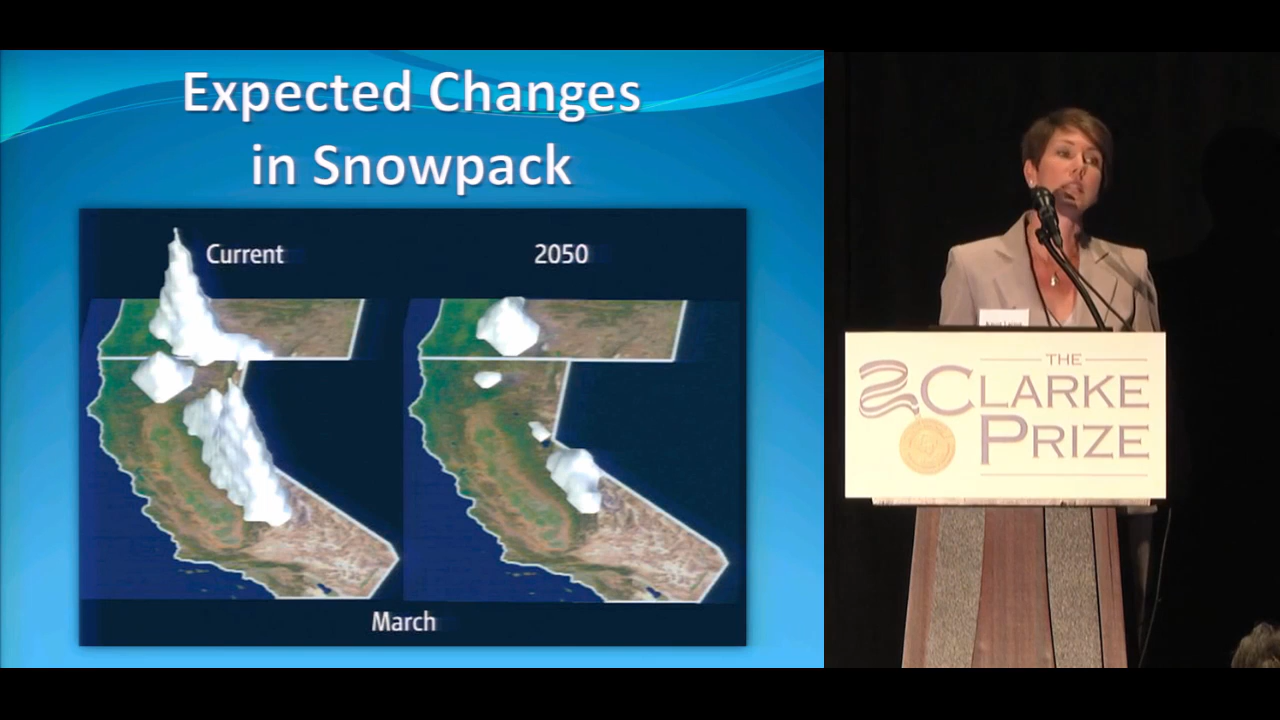 Expected Changes
in Snowpack
Current
2050
March
THE
CLARKE
PRIZE